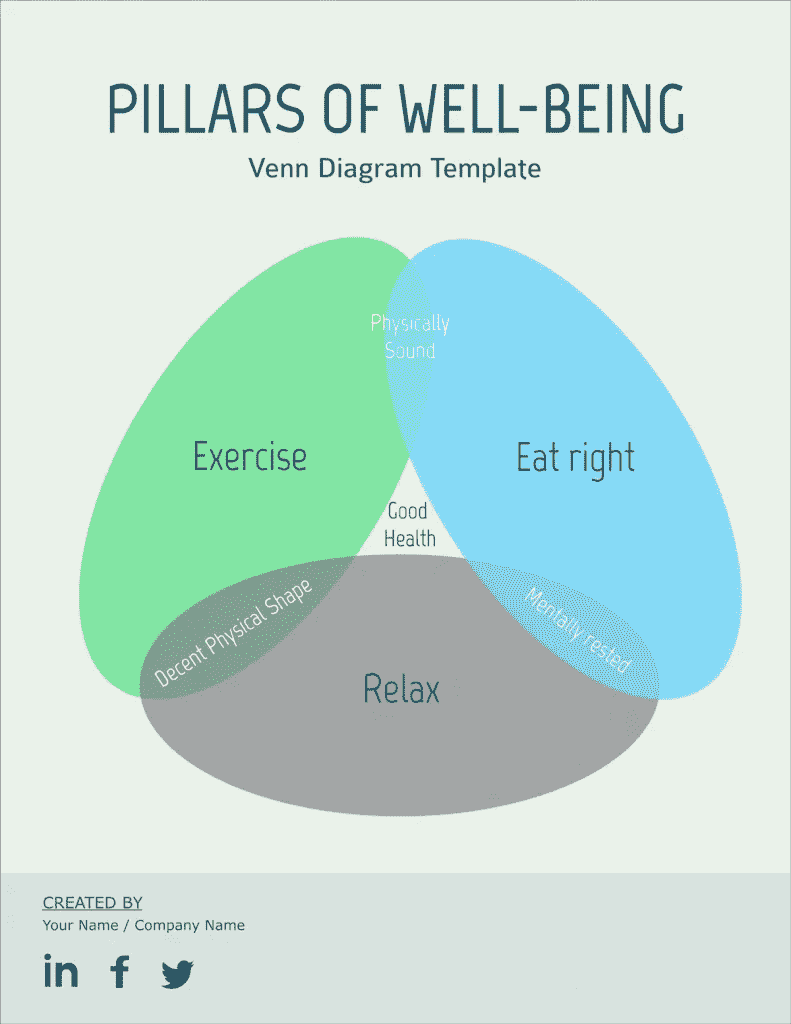 PILLARS OF WELL-BEING
Venn Diagram Template
Physically
Sound
Exercise
Eat right
Good
Health
Decent Physical Shape
Mentally rested
Relax
CREATED BY
Your Name / Company Name
in f